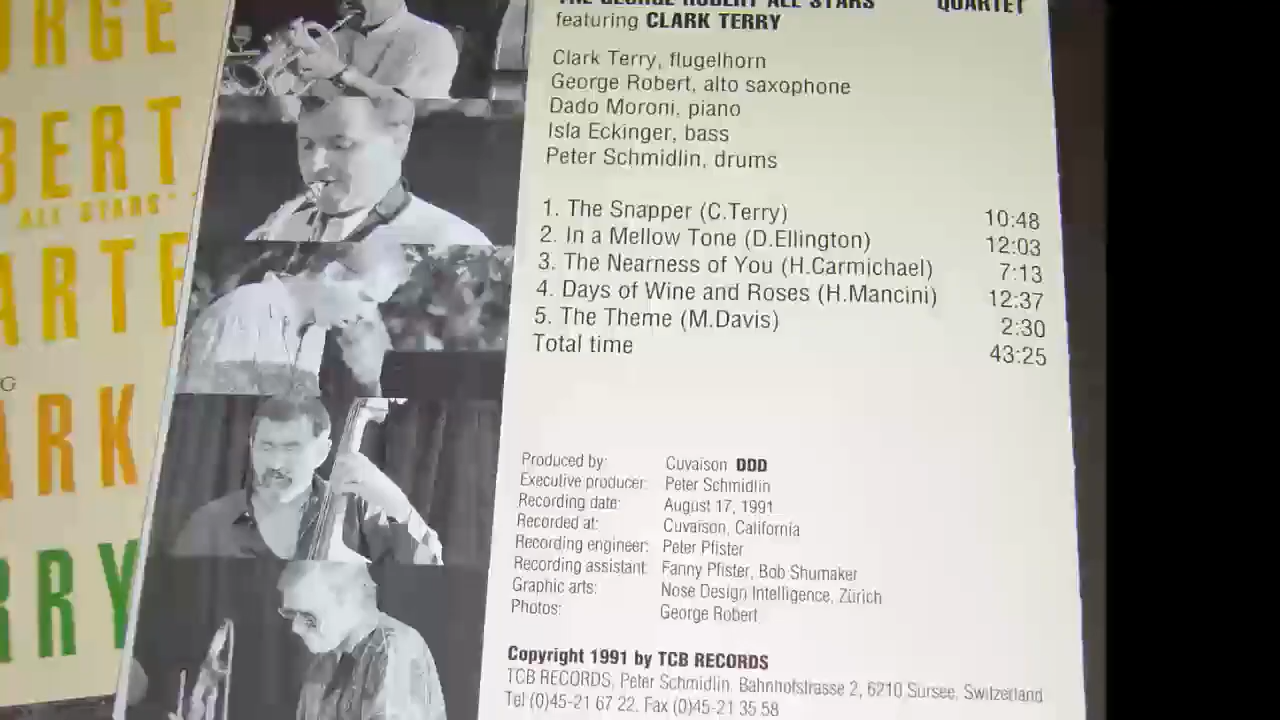 RGE
BERT
ALL STARS"
ARTE
G
ARK
RRY
THE GEORGE ROBERT ALL STARS QUARTET
featuring CLARK TERRY
Clark Terry, flugelhorn
George Robert, alto saxophone
Dado Moroni, piano
Isla Eckinger, bass
Peter Schmidlin, drums
1. The Snapper (C.Terry) 10:48
2. In a Mellow Tone (D.Ellington) 12:03
3. The Nearness of You (H.Carmichael) 7:13
4. Days of Wine and Roses (H.Mancini) 12:37
5. The Theme (M.Davis) 2:30
Total time 43:25
Produced by: Cuvaison DDD
Executive producer: Peter Schmidlin
Recording date: August 17, 1991
Recorded at: Cuvaison, California
Recording engineer: Peter Pfister
Recording assistant: Fanny Pfister, Bob Shumaker
Graphic arts: Nose Design Intelligence, Zürich
Photos: George Robert
Copyright 1991 by TCB RECORDS
TCB RECORDS, Peter Schmidlin, Bahnhofstrasse 2, 6210 Sursee, Switzerland
Tel (0)45-21 67 22, Fax (0)45-21 35 58